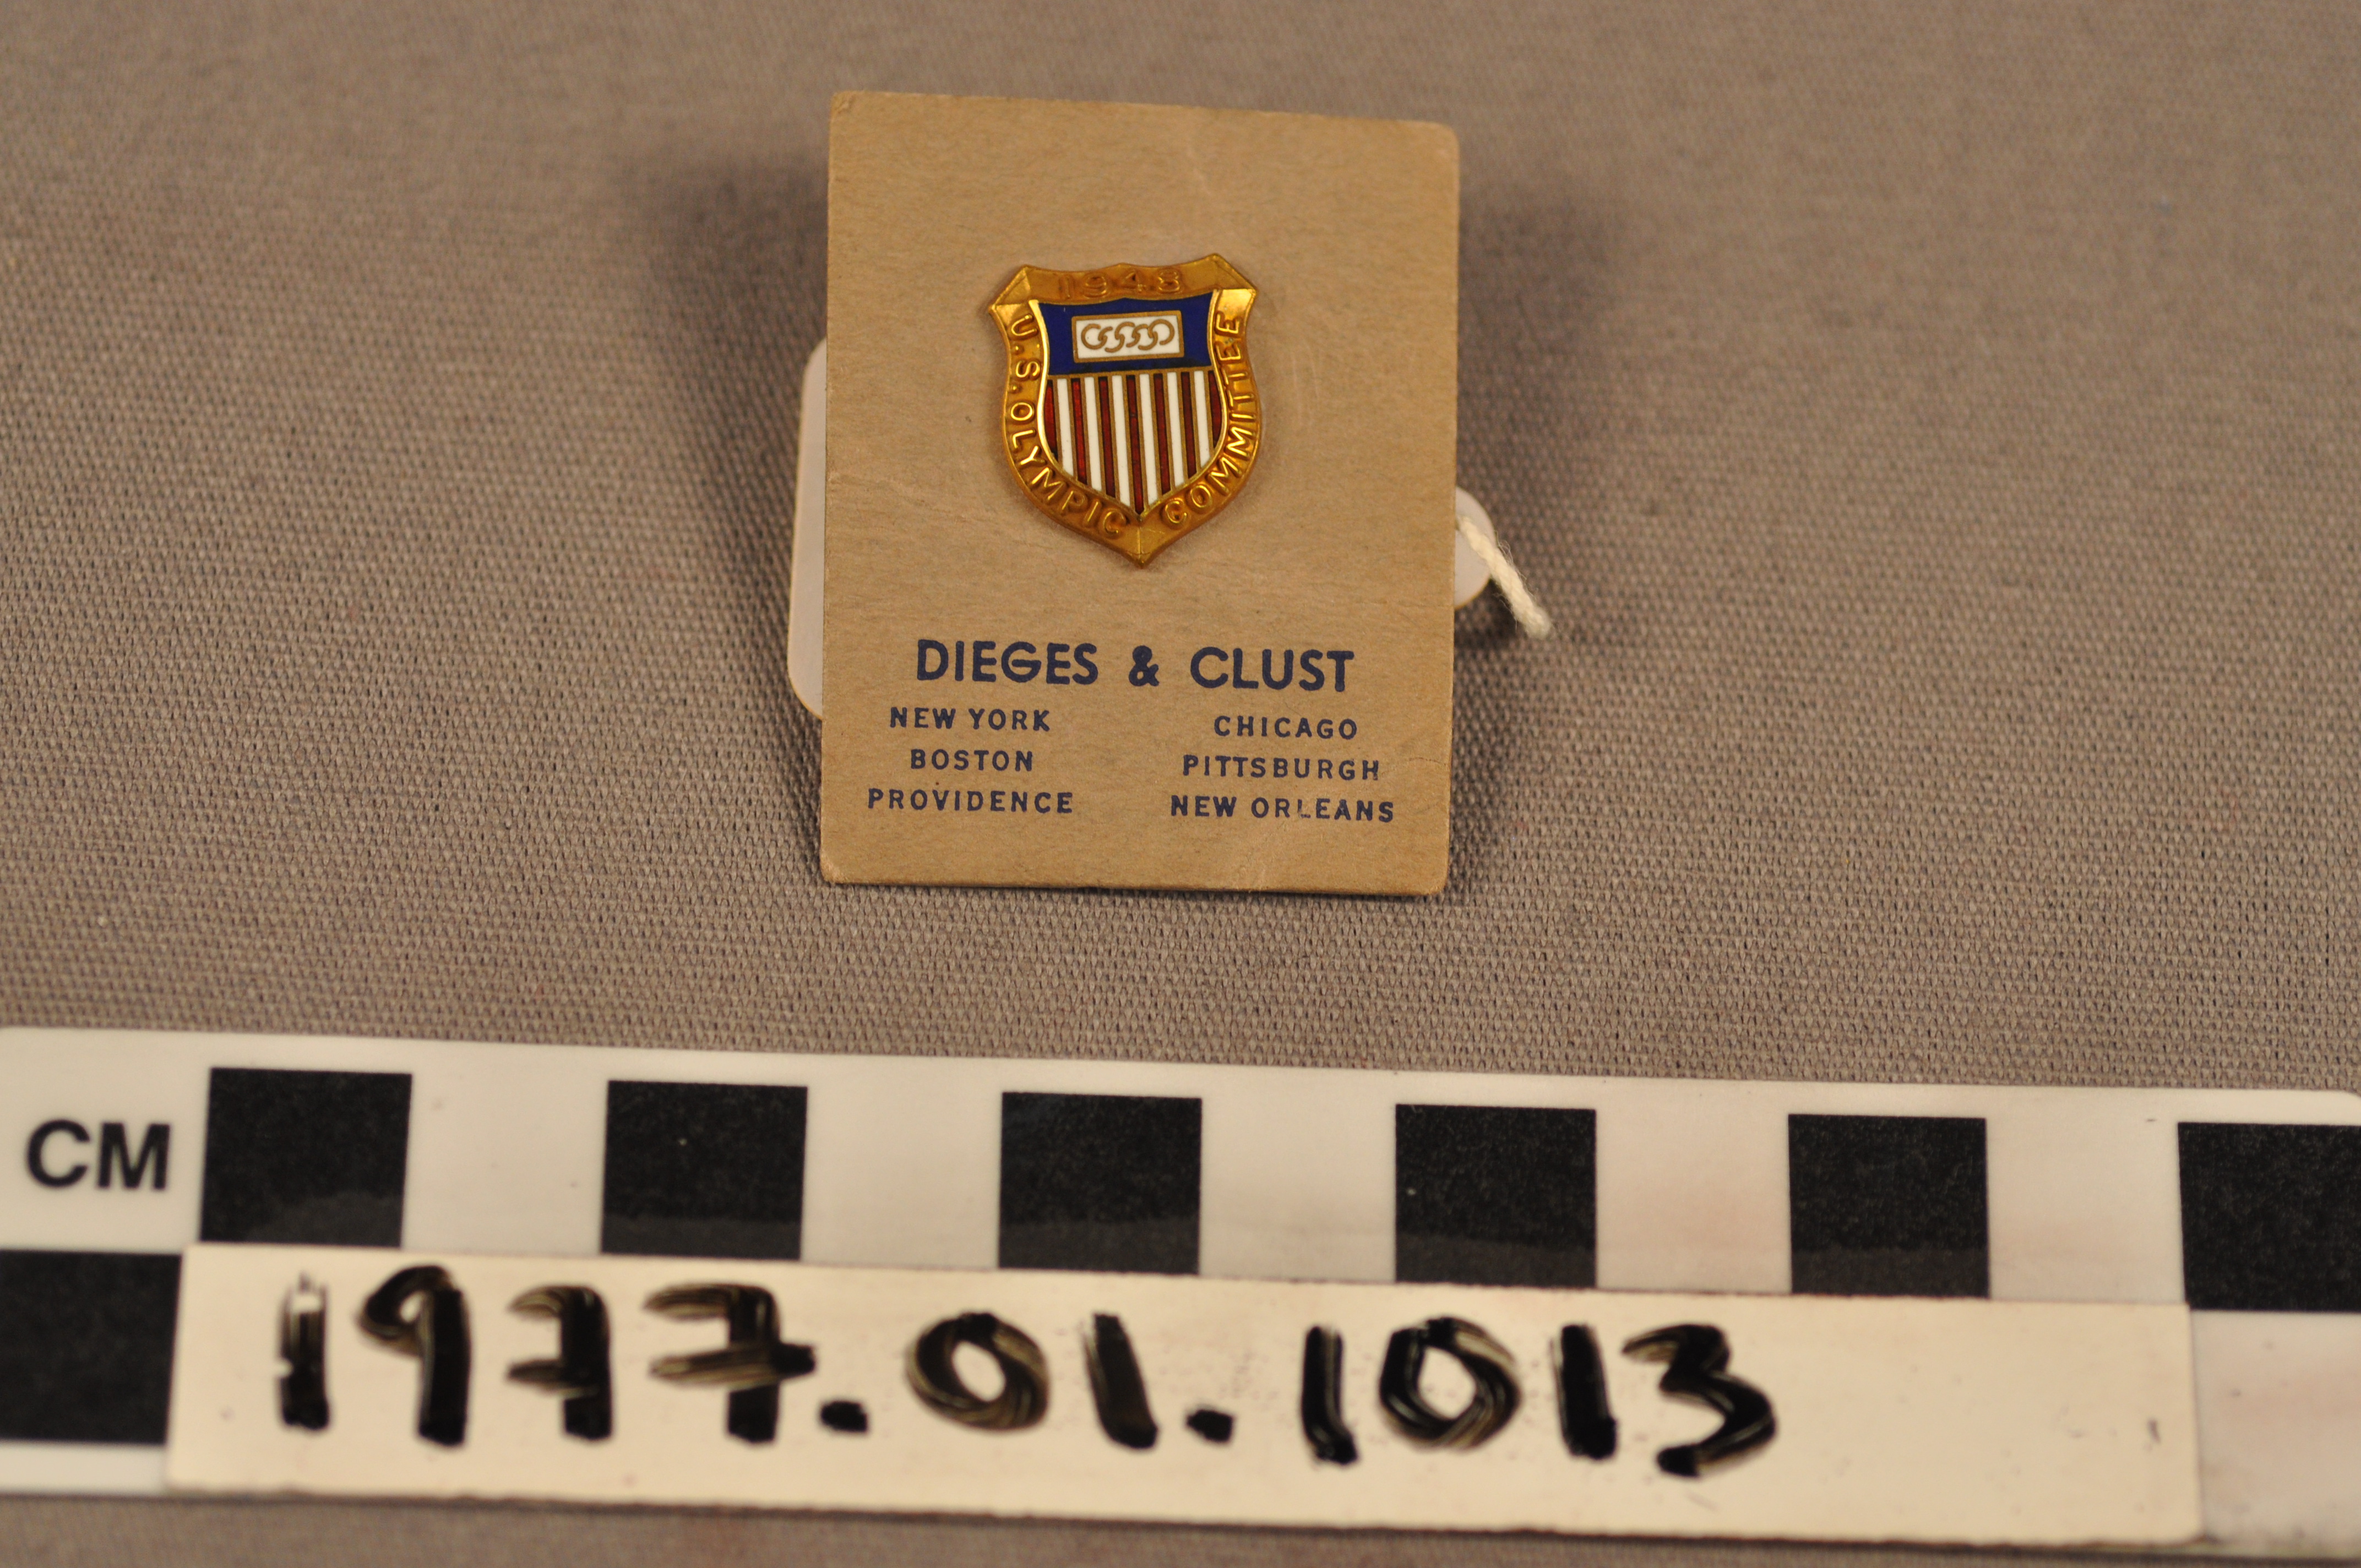 1948
U.S. OLYMPIC COMMITTEE
DIEGES & CLUST
NEW YORK CHICAGO
BOSTON PITTSBURGH
PROVIDENCE NEW ORLEANS
CM
1977.01.1013